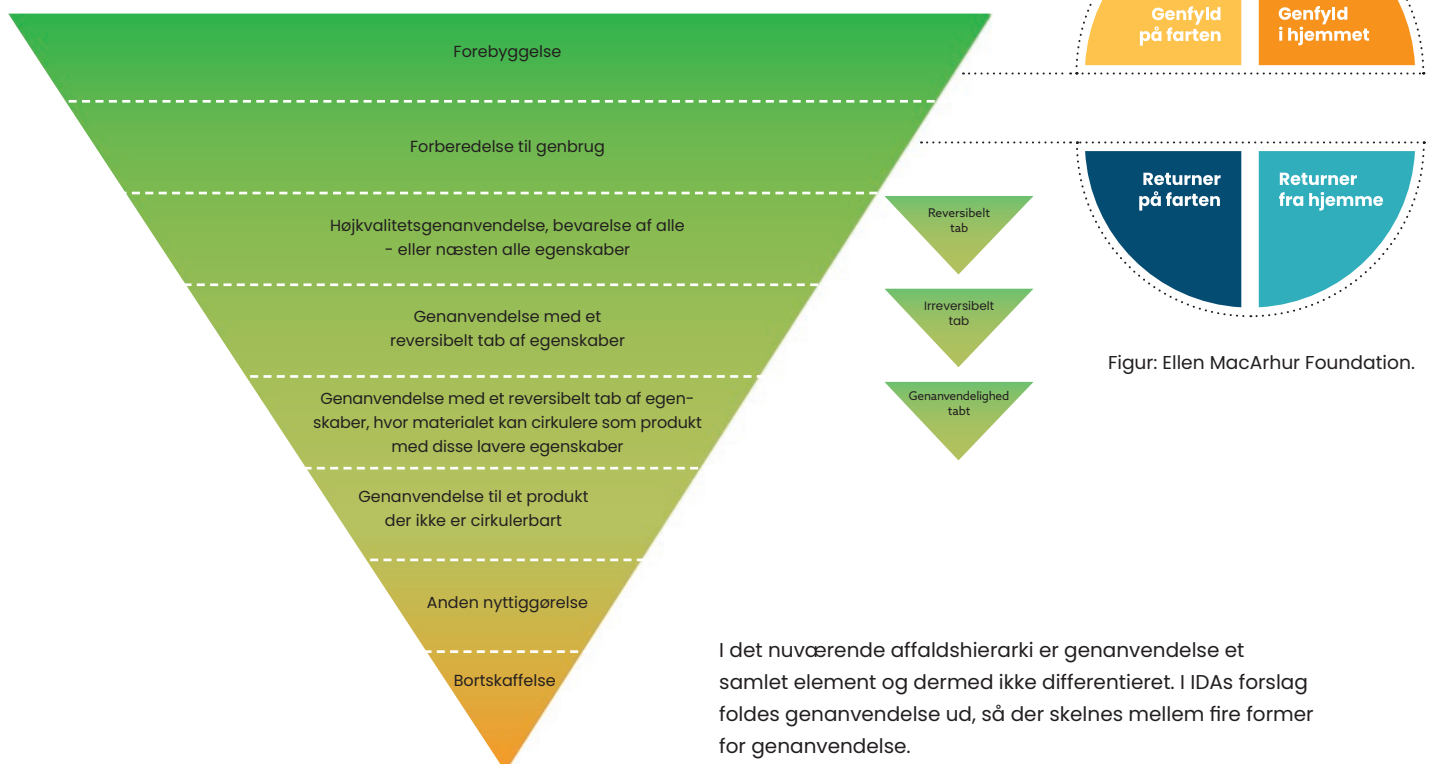 Forebyggelse
Forberedelse til genbrug
Højkvalitetsgenanvendelse, bevarelse af alle
- eller næsten alle egenskaber
Genanvendelse med et
reversibelt tab af egenskaber
Genanvendelse med et reversibelt tab af egen-
skaber, hvor materialet kan cirkulere som produkt
med disse lavere egenskaber
Genanvendelse til et produkt
der ikke er cirkulerbart
Anden nyttiggørelse
Bortskaffelse
Reversibelt
tab
Irreversibelt
tab
Genanvendelighed
tabt
Genfyld
på farten
Genfyld
i hjemmet
Returner
på farten
Returner
fra hjemme
Figur: Ellen MacArhur Foundation.
I det nuværende affaldshierarki er genanvendelse et
samlet element og dermed ikke differentieret. I IDAs forslag
foldes genanvendelse ud, så der skelnes mellem fire former
for genanvendelse.